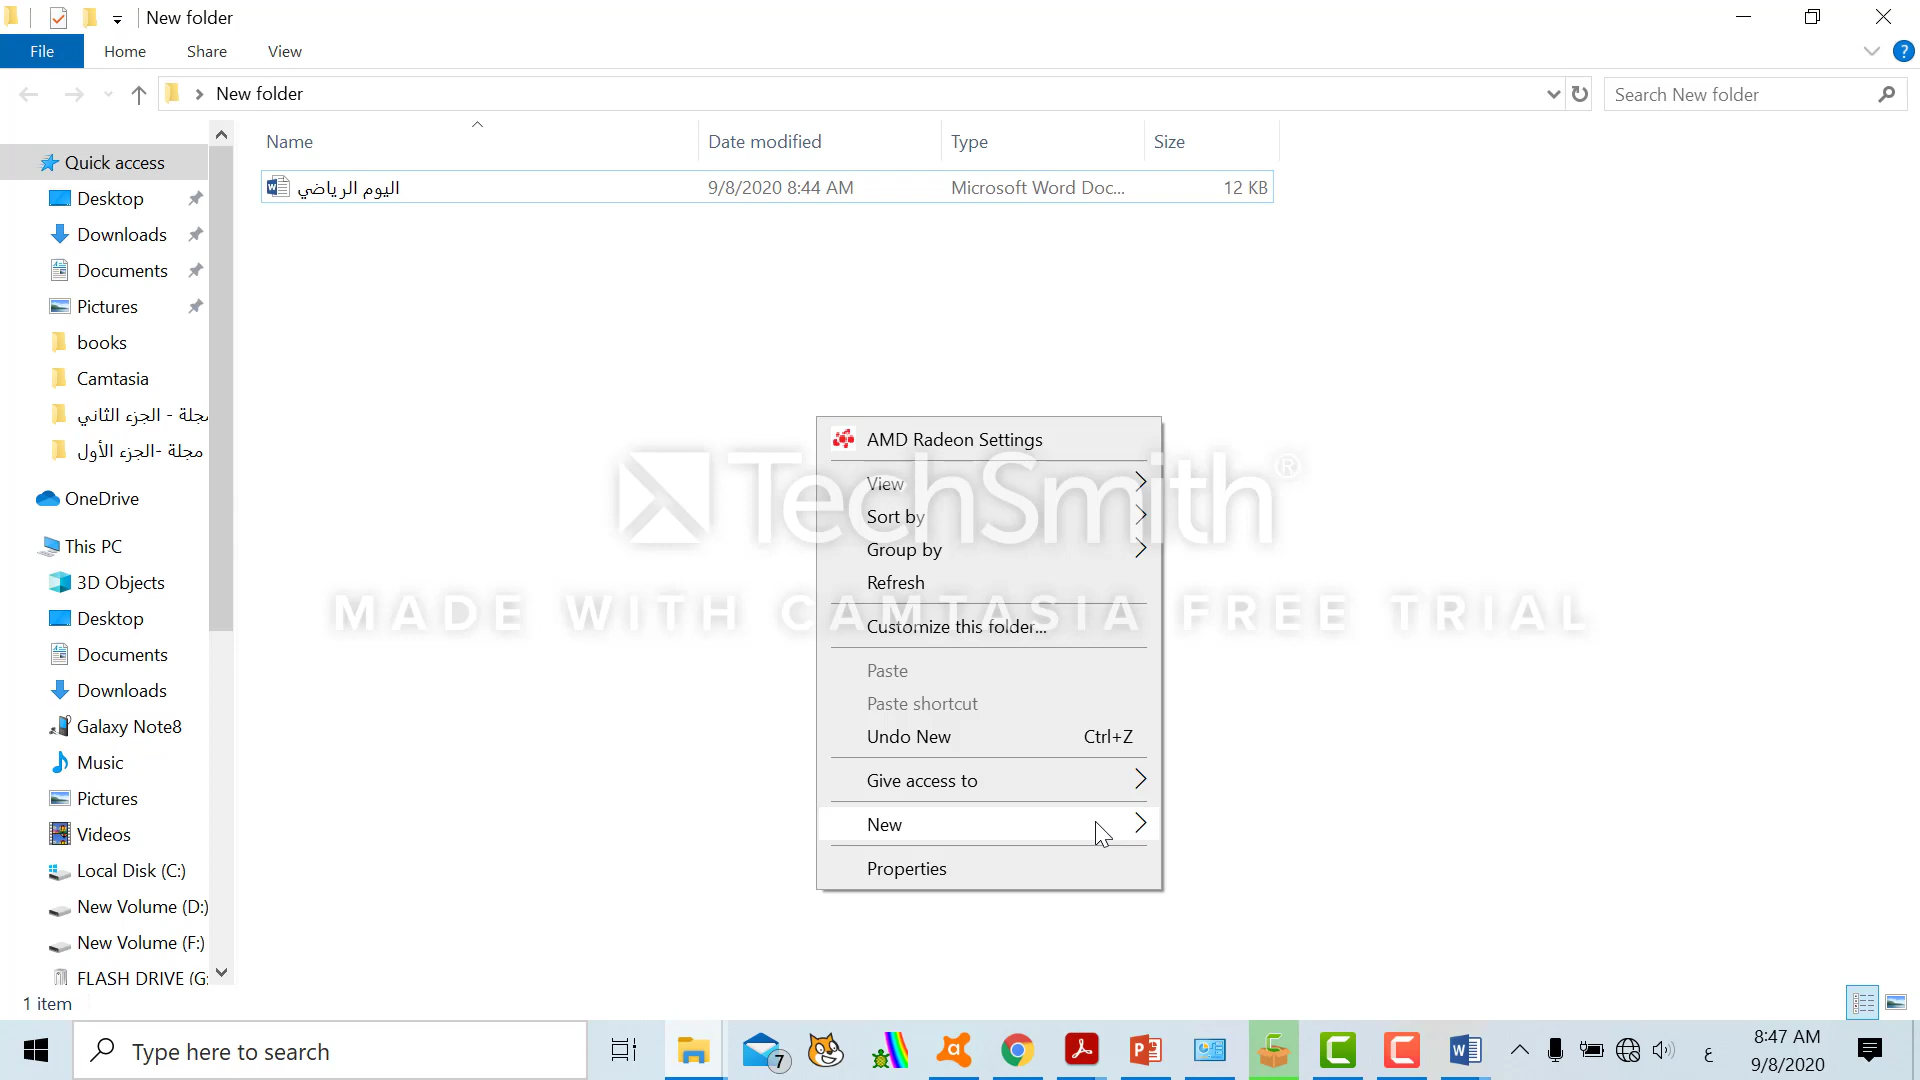 New folder
File Home Share View
New folder
Search New folder
Name Date modified Type Size
اليوم الرياضي 9/8/2020 8:44 AM Microsoft Word Doc... 12 KB
Quick access
Desktop
Downloads
Documents
Pictures
books
Camtasia
مجلة - الجزء الثاني
مجلة -الجزء الأول
OneDrive
This PC
3D Objects
Desktop
Documents
Downloads
Galaxy Note8
Music
Pictures
Videos
Local Disk (C:)
New Volume (D:)
New Volume (F:)
FLASH DRIVE (G:
AMD Radeon Settings
View
Sort by
Group by
Refresh
Customize this folder...
Paste
Paste shortcut
Undo New Ctrl+Z
Give access to
New
Properties
TechSmith®
MADE WITH CAMTASIA FREE TRIAL
1 item
Type here to search
7
ع
8:47 AM
9/8/2020